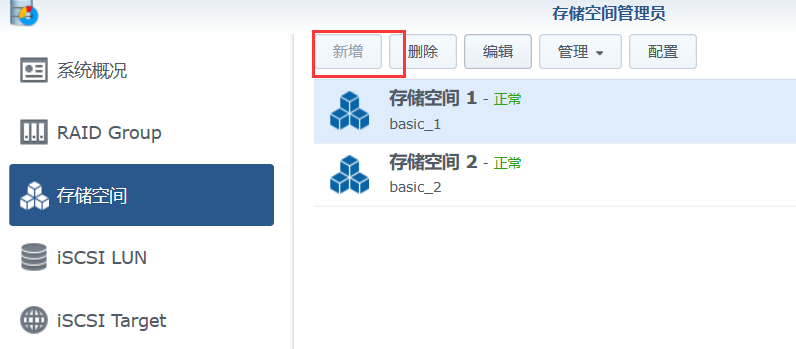 存储空间管理员
新增 删除 编辑 管理 配置
系统概况
RAID Group
存储空间
iSCSI LUN
iSCSI Target
存储空间 1 - 正常
basic_1
存储空间 2 - 正常
basic_2